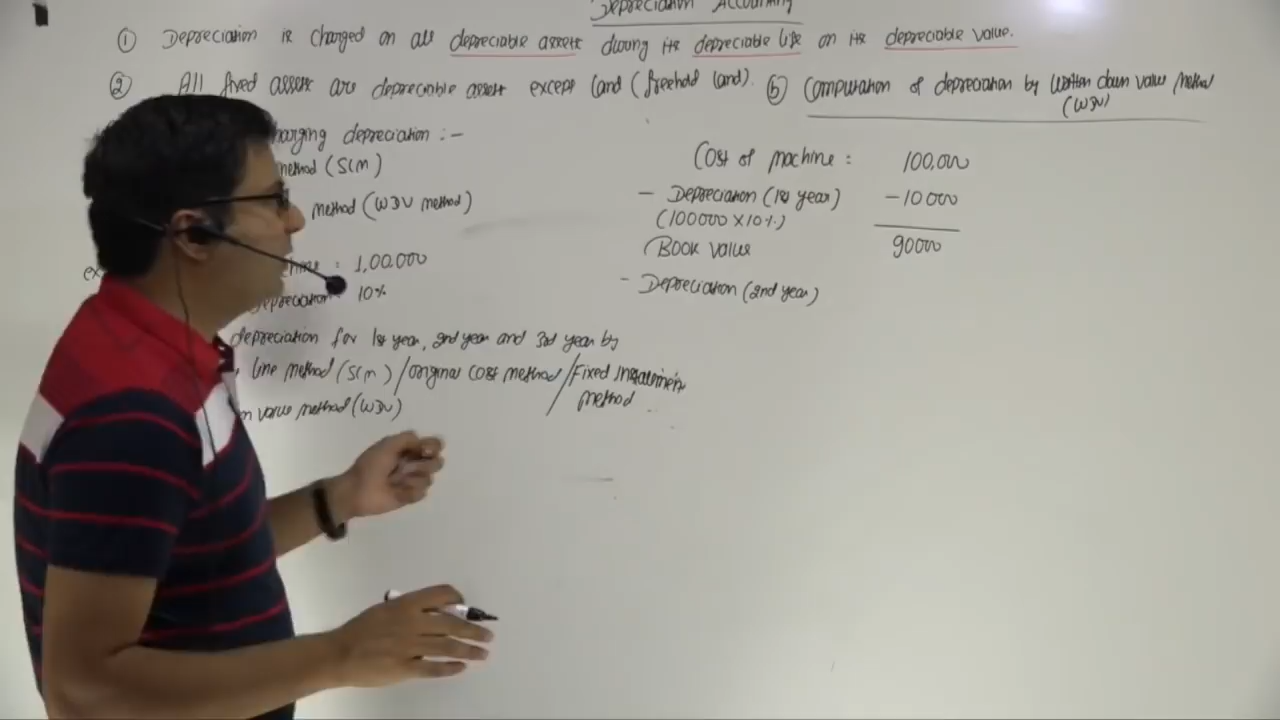 Depreciation Accounting
① Depreciation is charged on all depreciable assets during its depreciable life on its depreciable value.
② All fixed assets are depreciable assets except land (freehold land).
harging depreciation :-
method (SLM)
method (WDV method)
: 1,00,000
Depreciation : 10%
depreciation for 1st year, 2nd year and 3rd year by
line method (SLM) / original cost method / Fixed Instalment method
n value method (WDV)
(b) Computation of depreciation by written down value method (WDV)
Cost of machine : 100,000
- Depreciation (1st year) -10000
(100000 X 10%)
Book value 90000
- Depreciation (2nd year)